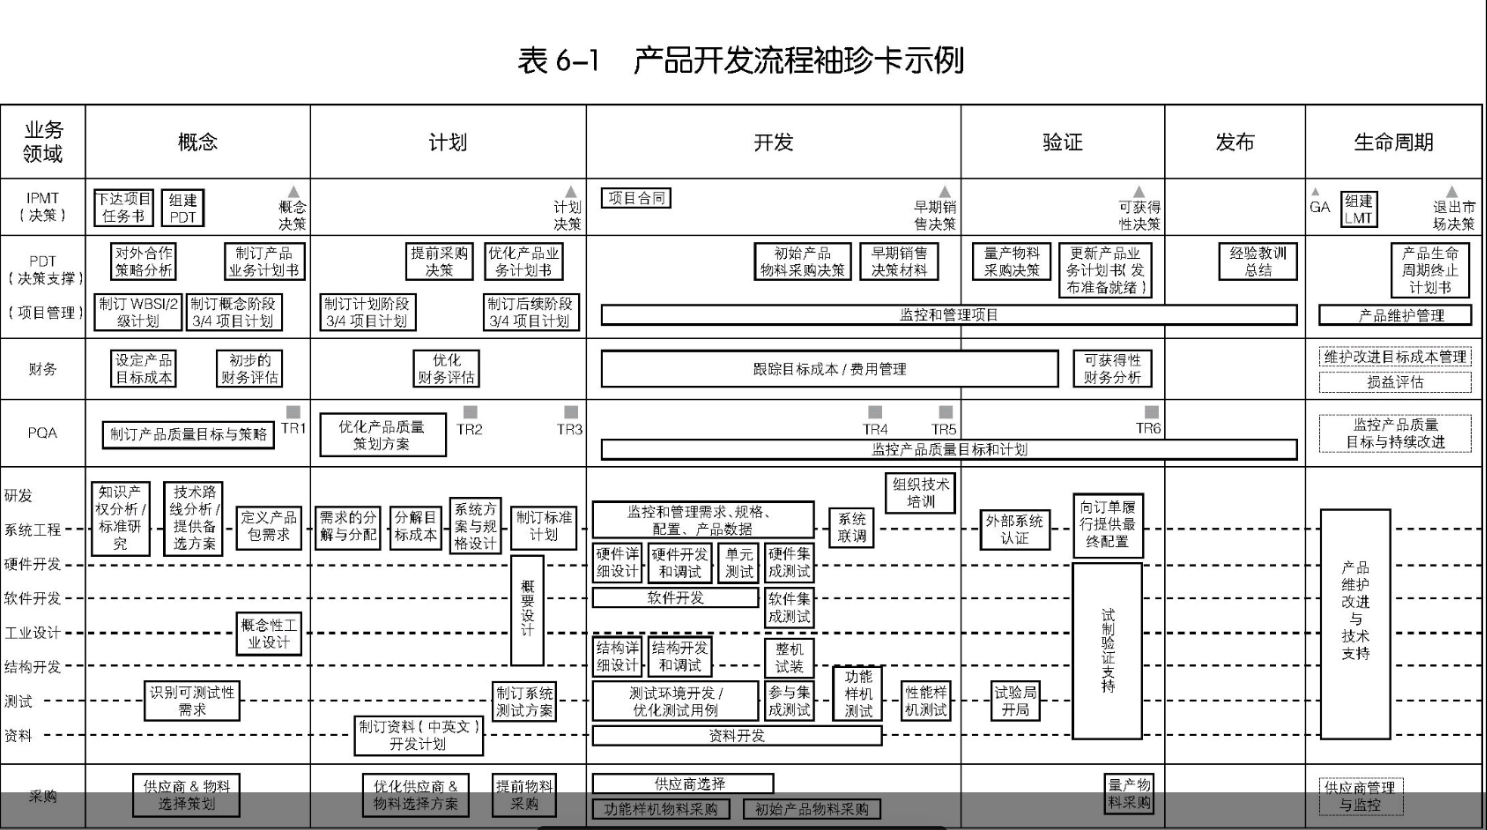 表 6-1 产品开发流程袖珍卡示例
业务
领域
概念
计划
开发
验证
发布
生命周期
IPMT
(决策)
下达项目
任务书
组建
PDT
概念
决策
计划
决策
项目合同
早期销
售决策
可获得
性决策
GA
组建
LMT
退出市
场决策
PDT
(决策支撑)
(项目管理)
对外合作
策略分析
制订产品
业务计划书
提前采购
决策
优化产品业
务计划书
初始产品
物料采购决策
早期销售
决策材料
量产物料
采购决策
更新产品业
务计划书(发
布准备就绪)
经验教训
总结
产品生命
周期终止
计划书
制订 WBSI/2
级计划
制订概念阶段
3/4 项目计划
制订计划阶段
3/4 项目计划
制订后续阶段
3/4 项目计划
监控和管理项目
产品维护管理
财务
设定产品
目标成本
初步的
财务评估
优化
财务评估
跟踪目标成本 / 费用管理
可获得性
财务分析
维护改进目标成本管理
损益评估
PQA
制订产品质量目标与策略
TR1
优化产品质量
策划方案
TR2
TR3
TR4
TR5
监控产品质量目标和计划
TR6
监控产品质量
目标与持续改进
研发
系统工程
硬件开发
软件开发
工业设计
结构开发
测试
资料
知识产
权分析/
标准研
究
技术路
线分析/
提供备
选方案
定义产品
包需求
概念性工
业设计
识别可测试性
需求
需求的分
解与分配
分解目
标成本
系统方
案与规
格设计
制订标准
计划
概要设计
制订系统
测试方案
制订资料(中英文)
开发计划
监控和管理需求、规格、
配置、产品数据
系统
联调
组织技术
培训
硬件详
细设计
硬件开发
和调试
单元
测试
硬件集
成测试
软件开发
软件集
成测试
结构详
细设计
结构开发
和调试
整机
试装
测试环境开发 /
优化测试用例
参与集
成测试
功能
样机
测试
性能样
机测试
资料开发
外部系统
认证
向订单履
行提供最
终配置
试制验证支持
试验局
开局
产品
维护
改进
与
技术
支持
采购
供应商 & 物料
选择策划
优化供应商 &
物料选择方案
提前物料
采购
供应商选择
功能样机物料采购
初始产品物料采购
量产物
料采购
供应商管理
与监控